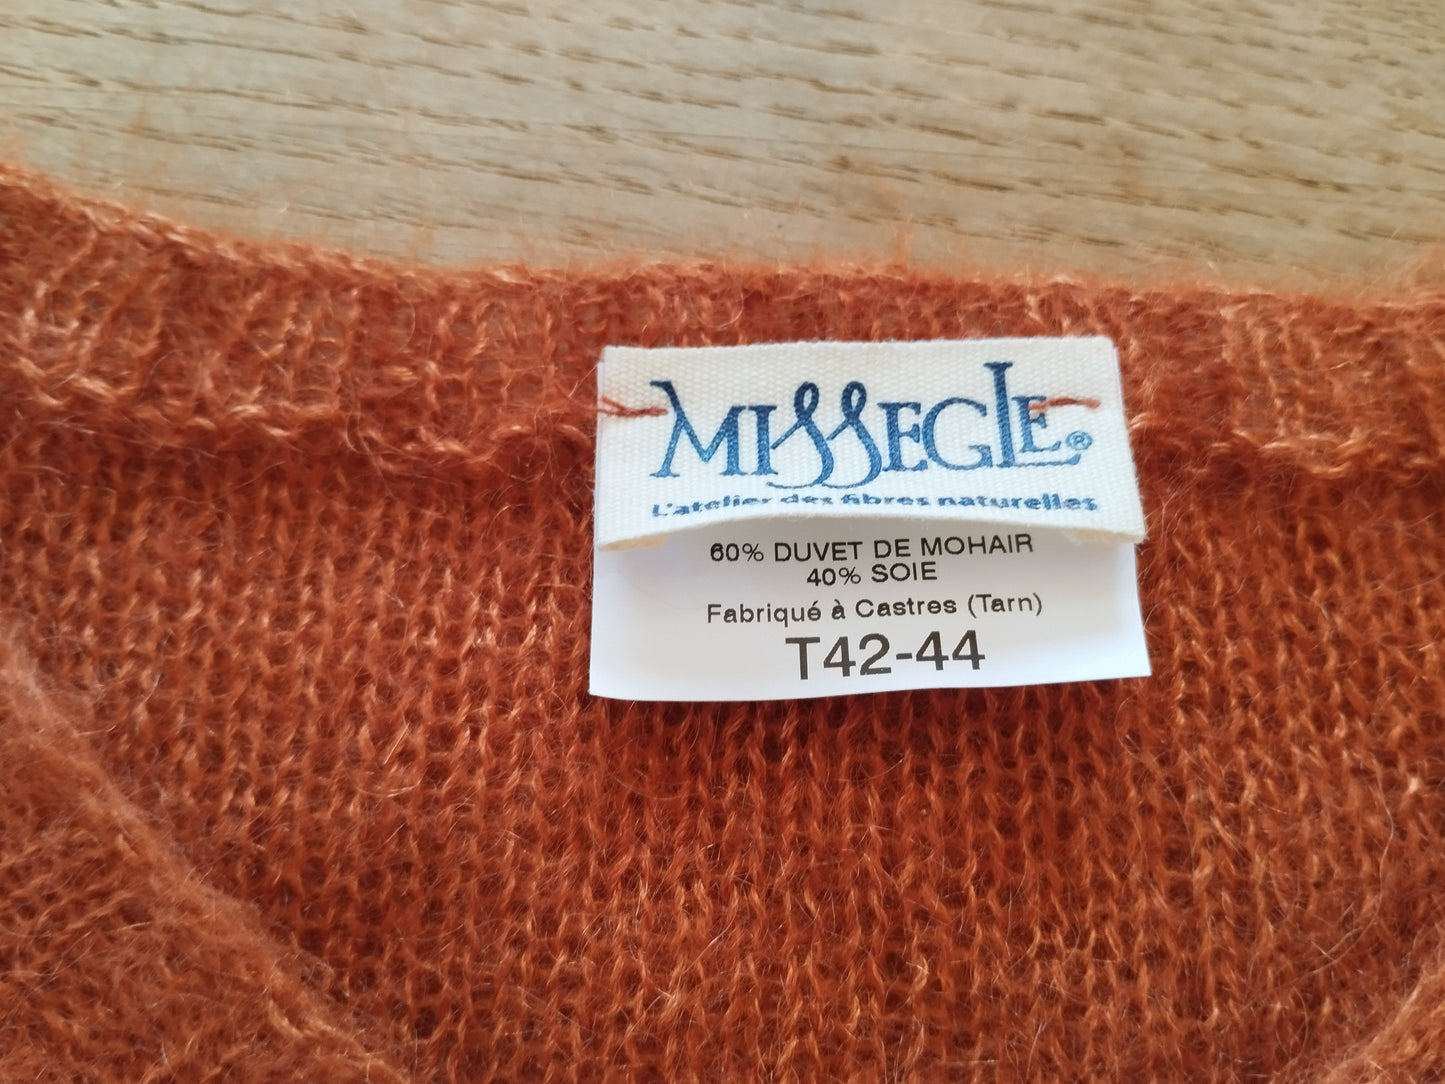 MISSEGLE®
L'atelier des fibres naturelles
60% DUVET DE MOHAIR
40% SOIE
Fabriqué à Castres (Tarn)
T42-44